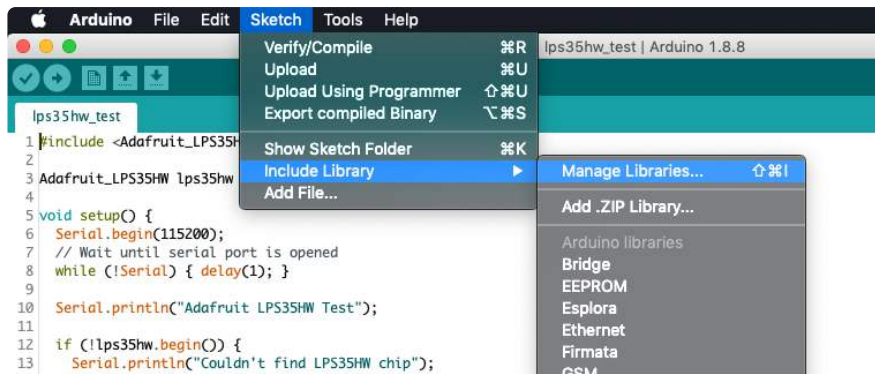 Arduino File Edit Sketch Tools Help
lps35hw_test | Arduino 1.8.8
Verify/Compile ⌘R
Upload ⌘U
Upload Using Programmer ⇧⌘U
Export compiled Binary ⌥⌘S
Show Sketch Folder ⌘K
Include Library ▶
Add File...
Manage Libraries... ⇧⌘I
Add .ZIP Library...
Arduino libraries
Bridge
EEPROM
Esplora
Ethernet
Firmata
GSM
lps35hw_test
1 #include <Adafruit_LPS35H
2
3 Adafruit_LPS35HW lps35hw
4
5 void setup() {
6 Serial.begin(115200);
7 // Wait until serial port is opened
8 while (!Serial) { delay(1); }
9
10 Serial.println("Adafruit LPS35HW Test");
11
12 if (!lps35hw.begin()) {
13 Serial.println("Couldn't find LPS35HW chip");